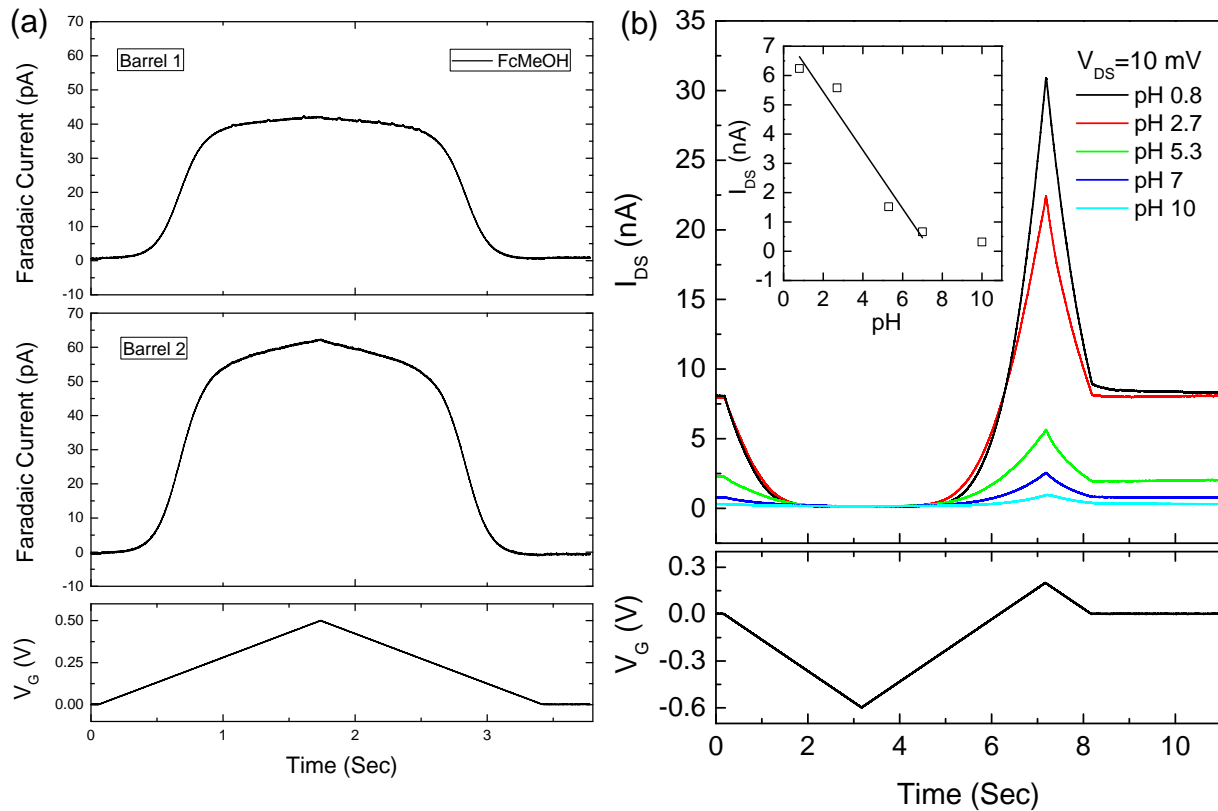 (a)
Barrel 1
FcMeOH
Faradaic Current (pA)
70
60
50
40
30
20
10
0
-10
Barrel 2
Faradaic Current (pA)
70
60
50
40
30
20
10
0
-10
V_G (V)
0.50
0.25
0.00
0 1 2 3
Time (Sec)
(b)
I_DS (nA)
35
30
25
20
15
10
5
0
V_DS=10 mV
pH 0.8
pH 2.7
pH 5.3
pH 7
pH 10
I_DS (nA)
7
6
5
4
3
2
1
0
-1
0 2 4 6 8 10
pH
V_G (V)
0.3
0.0
-0.3
-0.6
0 2 4 6 8 10
Time (Sec)